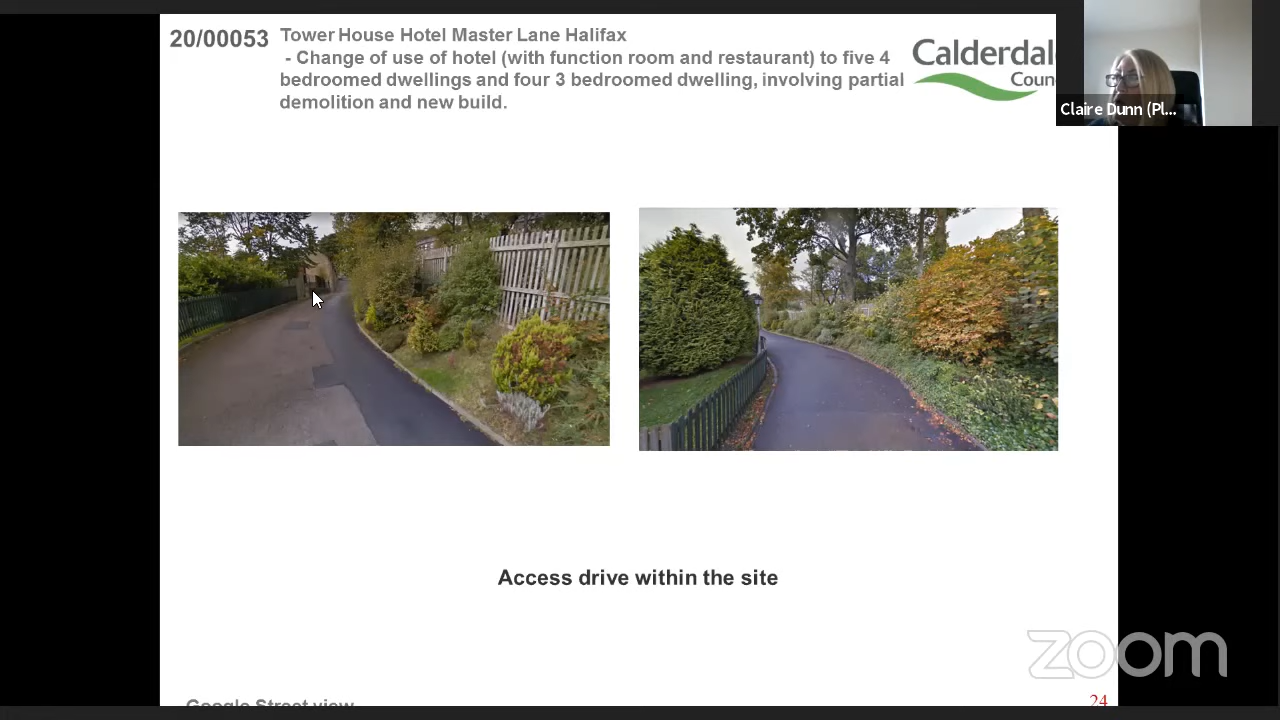 20/00053
Tower House Hotel Master Lane Halifax
- Change of use of hotel (with function room and restaurant) to five 4
bedroomed dwellings and four 3 bedroomed dwelling, involving partial
demolition and new build.
Calderdal
Coun
Claire Dunn (Pl...
Access drive within the site
zoom
Google Street view
24